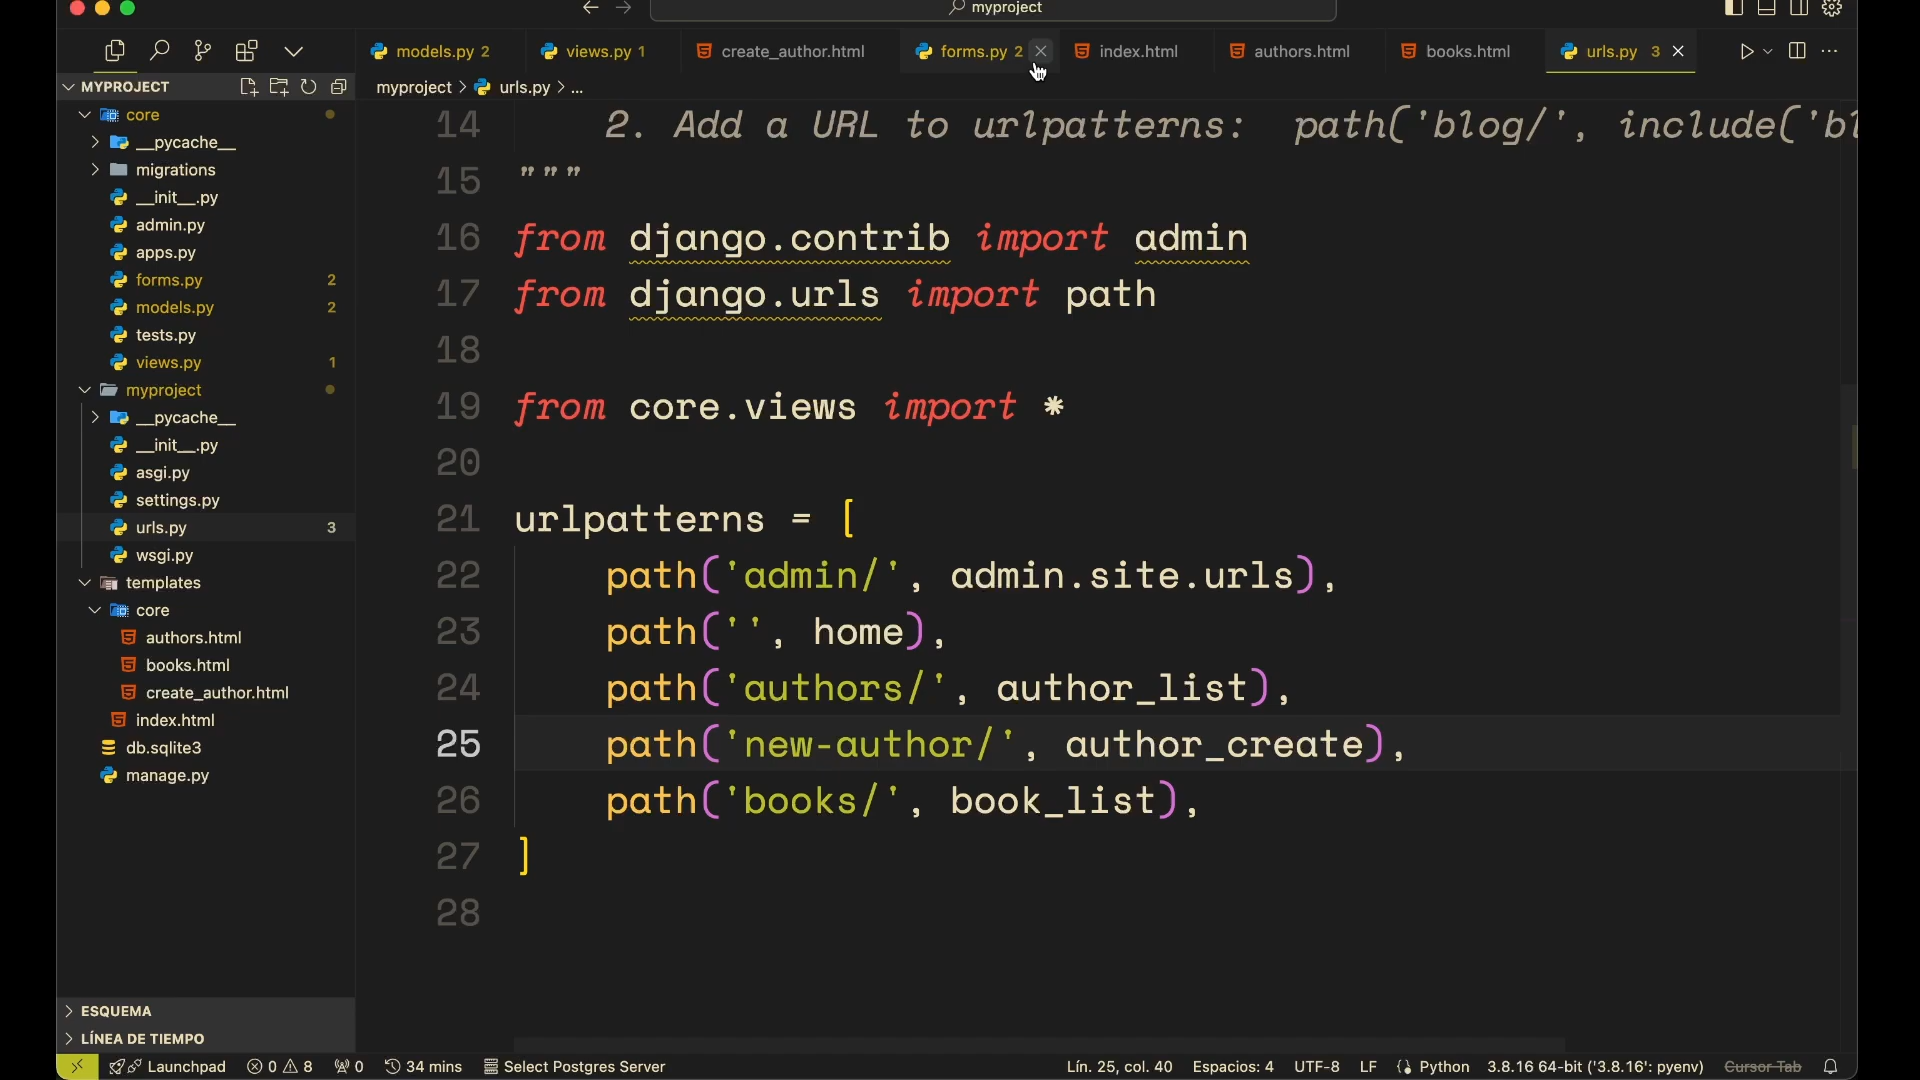 myproject
models.py 2
views.py 1
create_author.html
forms.py 2
index.html
authors.html
books.html
urls.py 3
MYPROJECT
myproject > urls.py > ...
core
__pycache__
migrations
__init__.py
admin.py
apps.py
forms.py 2
models.py 2
tests.py
views.py 1
myproject
__pycache__
__init__.py
asgi.py
settings.py
urls.py 3
wsgi.py
templates
core
authors.html
books.html
create_author.html
index.html
db.sqlite3
manage.py
ESQUEMA
LÍNEA DE TIEMPO
14 2. Add a URL to urlpatterns:  path('blog/', include('bl
15 """
16 from django.contrib import admin
17 from django.urls import path
18
19 from core.views import *
20
21 urlpatterns = [
22 path('admin/', admin.site.urls),
23 path('', home),
24 path('authors/', author_list),
25 path('new-author/', author_create),
26 path('books/', book_list),
27 ]
28
Launchpad 0 8 0 34 mins Select Postgres Server Lín. 25, col. 40 Espacios: 4 UTF-8 LF Python 3.8.16 64-bit ('3.8.16': pyenv) Cursor Tab